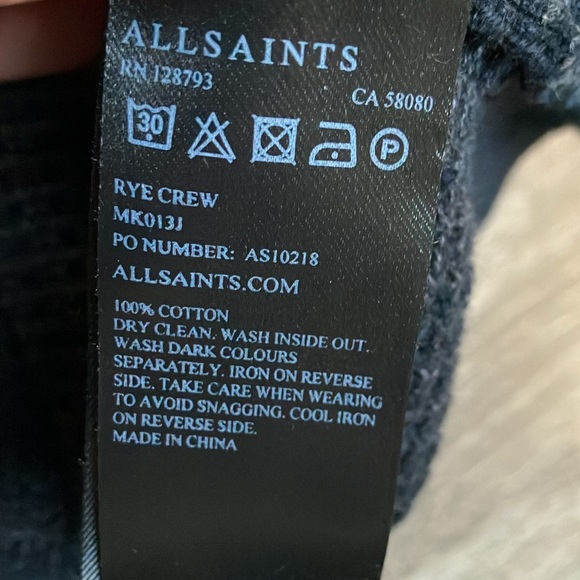 ALLSAINTS
RN 128793
CA 58080
30 P
RYE CREW
MK013J
PO NUMBER: AS10218
ALLSAINTS.COM
100% COTTON
DRY CLEAN. WASH INSIDE OUT.
WASH DARK COLOURS
SEPARATELY. IRON ON REVERSE
SIDE. TAKE CARE WHEN WEARING
TO AVOID SNAGGING. COOL IRON
ON REVERSE SIDE.
MADE IN CHINA